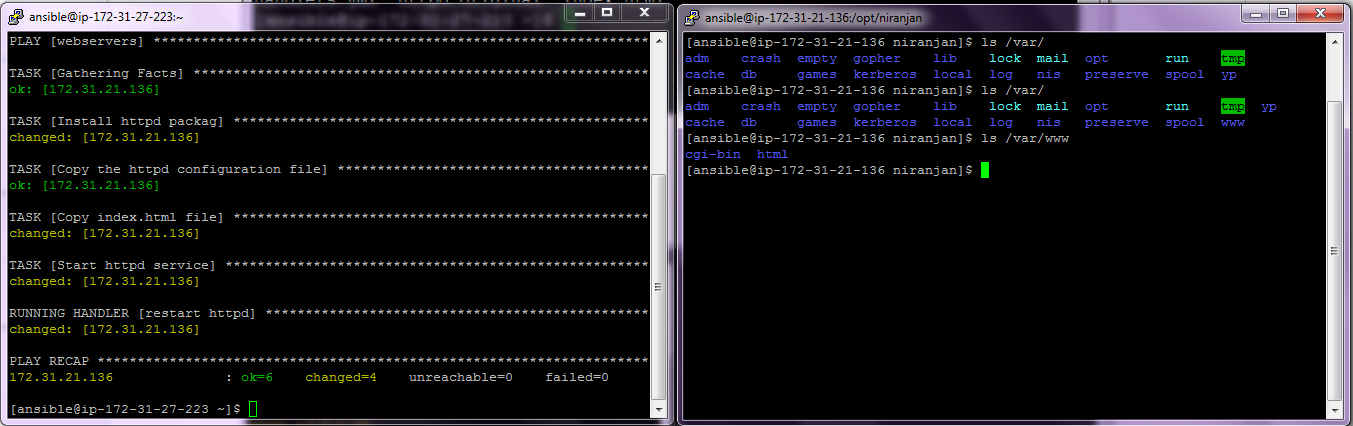 ansible@ip-172-31-27-223:~
PLAY [webservers] *************************************************************
TASK [Gathering Facts] ********************************************************
ok: [172.31.21.136]
TASK [Install httpd packag] ***************************************************
changed: [172.31.21.136]
TASK [Copy the httpd configuration file] **************************************
ok: [172.31.21.136]
TASK [Copy index.html file] ***************************************************
changed: [172.31.21.136]
TASK [Start httpd service] ****************************************************
changed: [172.31.21.136]
RUNNING HANDLER [restart httpd] ***********************************************
changed: [172.31.21.136]
PLAY RECAP ********************************************************************
172.31.21.136              : ok=6    changed=4    unreachable=0    failed=0
[ansible@ip-172-31-27-223 ~]$
ansible@ip-172-31-21-136:/opt/niranjan
[ansible@ip-172-31-21-136 niranjan]$ ls /var/
adm    crash  empty  gopher    lib    lock  mail  opt       run    tmp
cache  db     games  kerberos  local  log   nis   preserve  spool  yp
[ansible@ip-172-31-21-136 niranjan]$ ls /var/
adm    crash  empty  gopher    lib    lock  mail  opt       run    tmp  yp
cache  db     games  kerberos  local  log   nis   preserve  spool  www
[ansible@ip-172-31-21-136 niranjan]$ ls /var/www
cgi-bin  html
[ansible@ip-172-31-21-136 niranjan]$